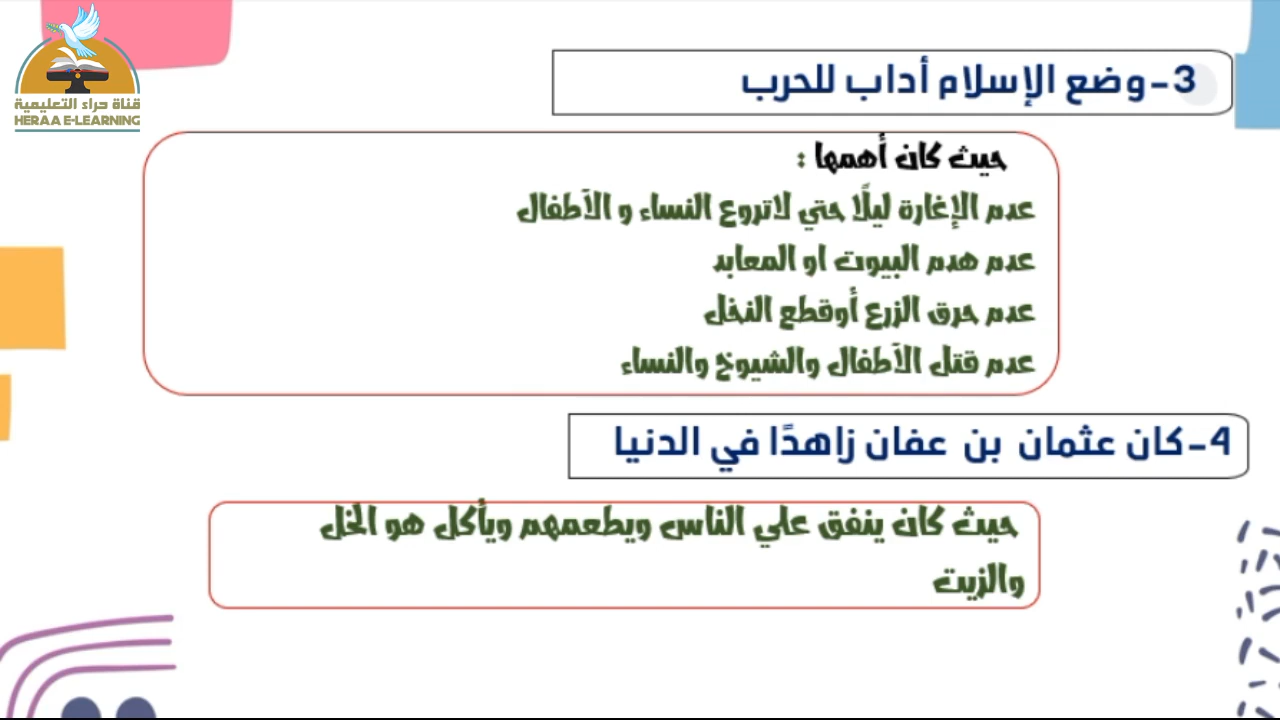 قناة حراء التعليمية
HERAA E-LEARNING
3-وضع الإسلام أداب للحرب
حيث كان أهمها :
عدم الإغارة ليلًا حتي لاتروع النساء و الأطفال
عدم هدم البيوت او المعابد
عدم حرق الزرع أوقطع النخل
عدم قتل الأطفال والشيوخ والنساء
4-كان عثمان بن عفان زاهدًا في الدنيا
حيث كان ينفق علي الناس ويطعمهم ويأكل هو الخل
والزيت